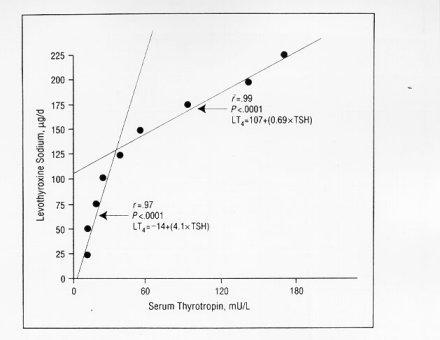 225
200
175
150
125
100
75
50
25
0
Levothyroxine Sodium, µg/d
r=.99
P<.0001
LT4=107+(0.69×TSH)
r=.97
P<.0001
LT4=−14+(4.1×TSH)
0 60 120 180
Serum Thyrotropin, mU/L